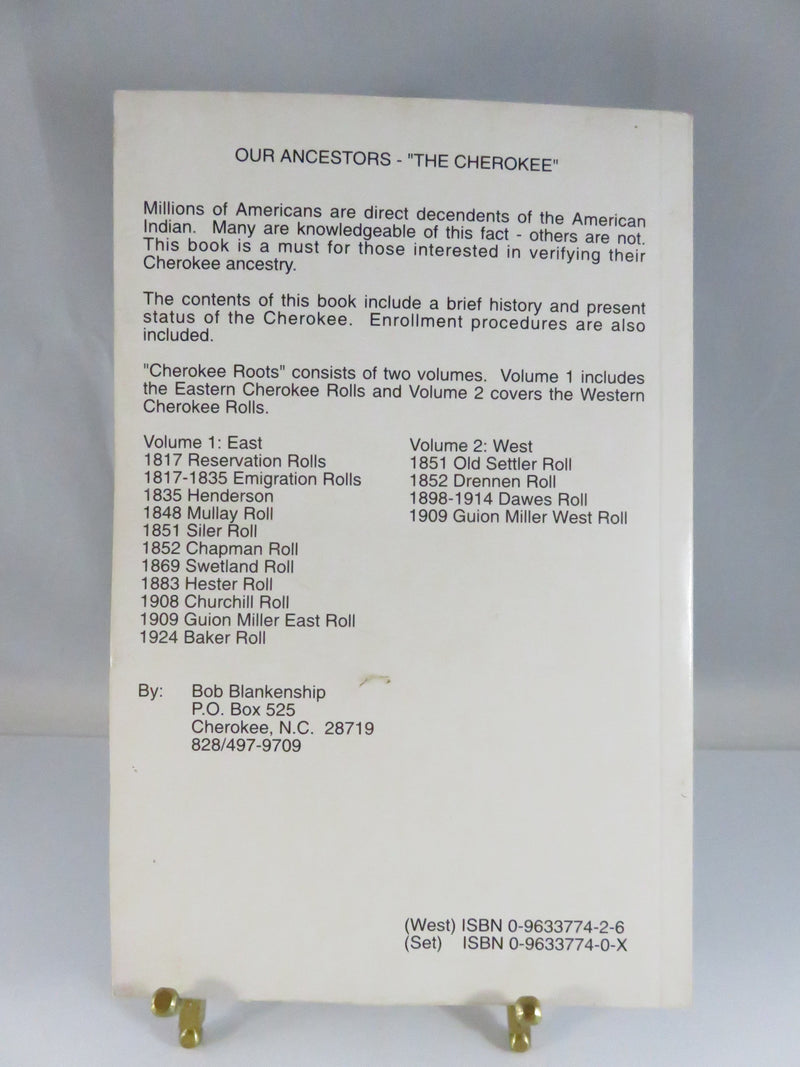 OUR ANCESTORS - "THE CHEROKEE"
Millions of Americans are direct decendents of the American
Indian. Many are knowledgeable of this fact - others are not.
This book is a must for those interested in verifying their
Cherokee ancestry.
The contents of this book include a brief history and present
status of the Cherokee. Enrollment procedures are also
included.
"Cherokee Roots" consists of two volumes. Volume 1 includes
the Eastern Cherokee Rolls and Volume 2 covers the Western
Cherokee Rolls.
Volume 1: East
1817 Reservation Rolls
1817-1835 Emigration Rolls
1835 Henderson
1848 Mullay Roll
1851 Siler Roll
1852 Chapman Roll
1869 Swetland Roll
1883 Hester Roll
1908 Churchill Roll
1909 Guion Miller East Roll
1924 Baker Roll
Volume 2: West
1851 Old Settler Roll
1852 Drennen Roll
1898-1914 Dawes Roll
1909 Guion Miller West Roll
By: Bob Blankenship
P.O. Box 525
Cherokee, N.C. 28719
828/497-9709
(West) ISBN 0-9633774-2-6
(Set) ISBN 0-9633774-0-X